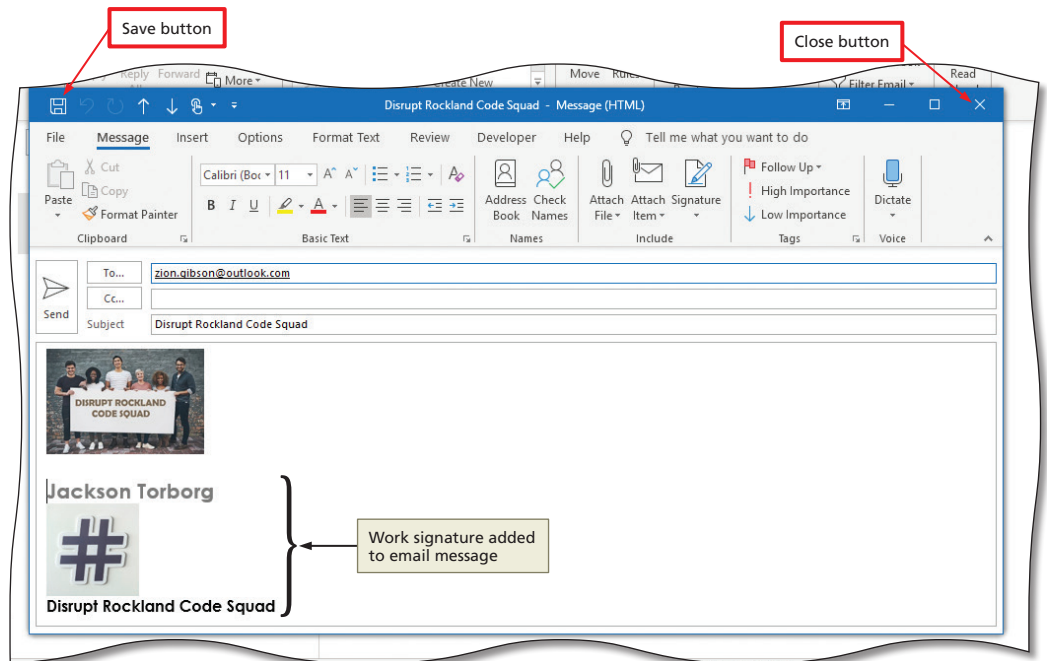 Save button
Close button
Reply Forward More
Create New
Move Rules
Filter Email
Read
Disrupt Rockland Code Squad - Message (HTML)
File Message Insert Options Format Text Review Developer Help Tell me what you want to do
Paste
Cut
Copy
Format Painter
Clipboard
Calibri (Boc 11
A^ A˅
B I U A
Basic Text
Address Book
Check Names
Names
Attach File
Attach Item
Signature
Include
Follow Up
High Importance
Low Importance
Tags
Dictate
Voice
Send
To... zion.gibson@outlook.com
Cc...
Subject Disrupt Rockland Code Squad
DISRUPT ROCKLAND
CODE SQUAD
Jackson Torborg
#
Disrupt Rockland Code Squad
Work signature added
to email message